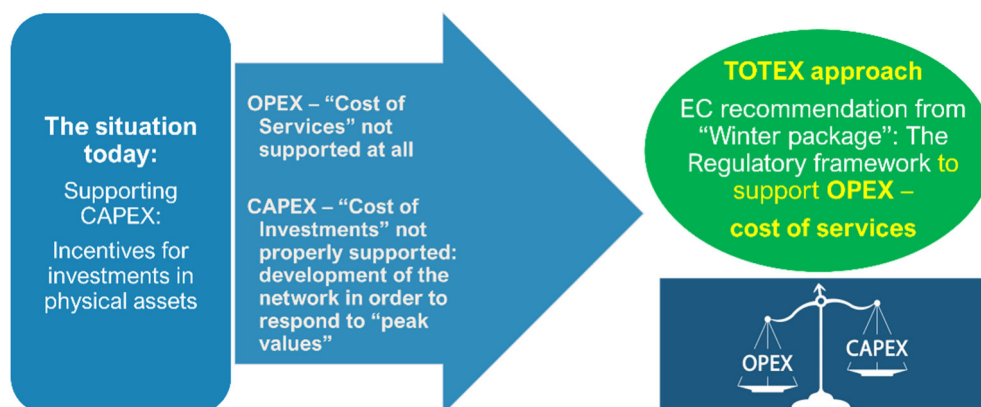 The situation
today:
Supporting
CAPEX:
Incentives for
investments in
physical assets
OPEX – “Cost of
Services” not
supported at all
CAPEX – “Cost of
Investments” not
properly supported:
development of the
network in order to
respond to “peak
values”
TOTEX approach
EC recommendation from
“Winter package”: The
Regulatory framework to
support OPEX –
cost of services
OPEX
CAPEX